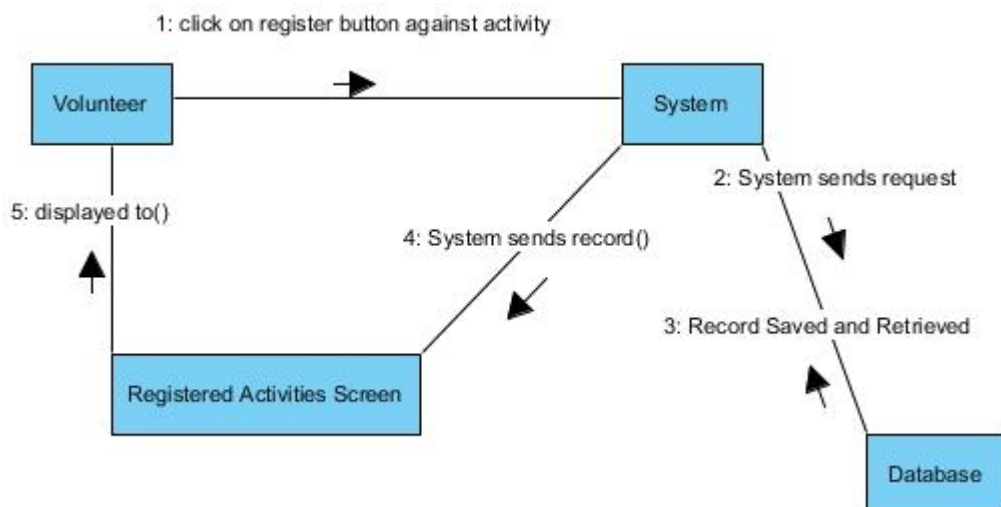 1: click on register button against activity
Volunteer
System
2: System sends request
5: displayed to()
4: System sends record()
3: Record Saved and Retrieved
Registered Activities Screen
Database